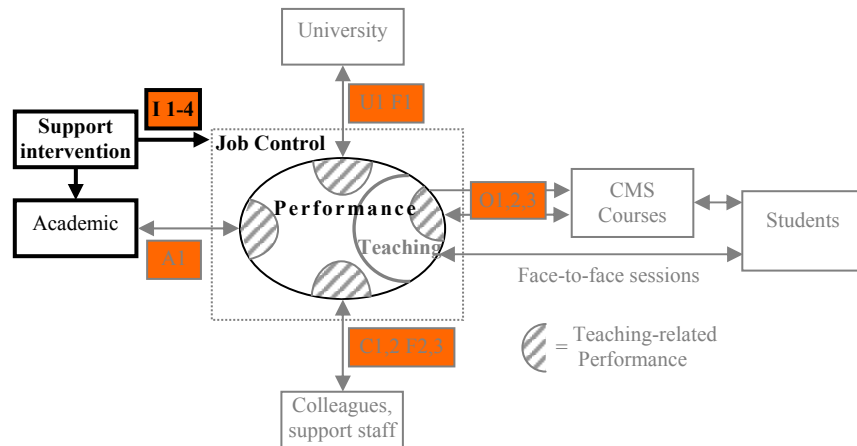 University
I 1-4
U1 F1
Support
intervention
Job Control
Performance
Teaching
Academic
A1
O1,2,3
CMS
Courses
Students
Face-to-face sessions
C1,2 F2,3
= Teaching-related
Performance
Colleagues,
support staff